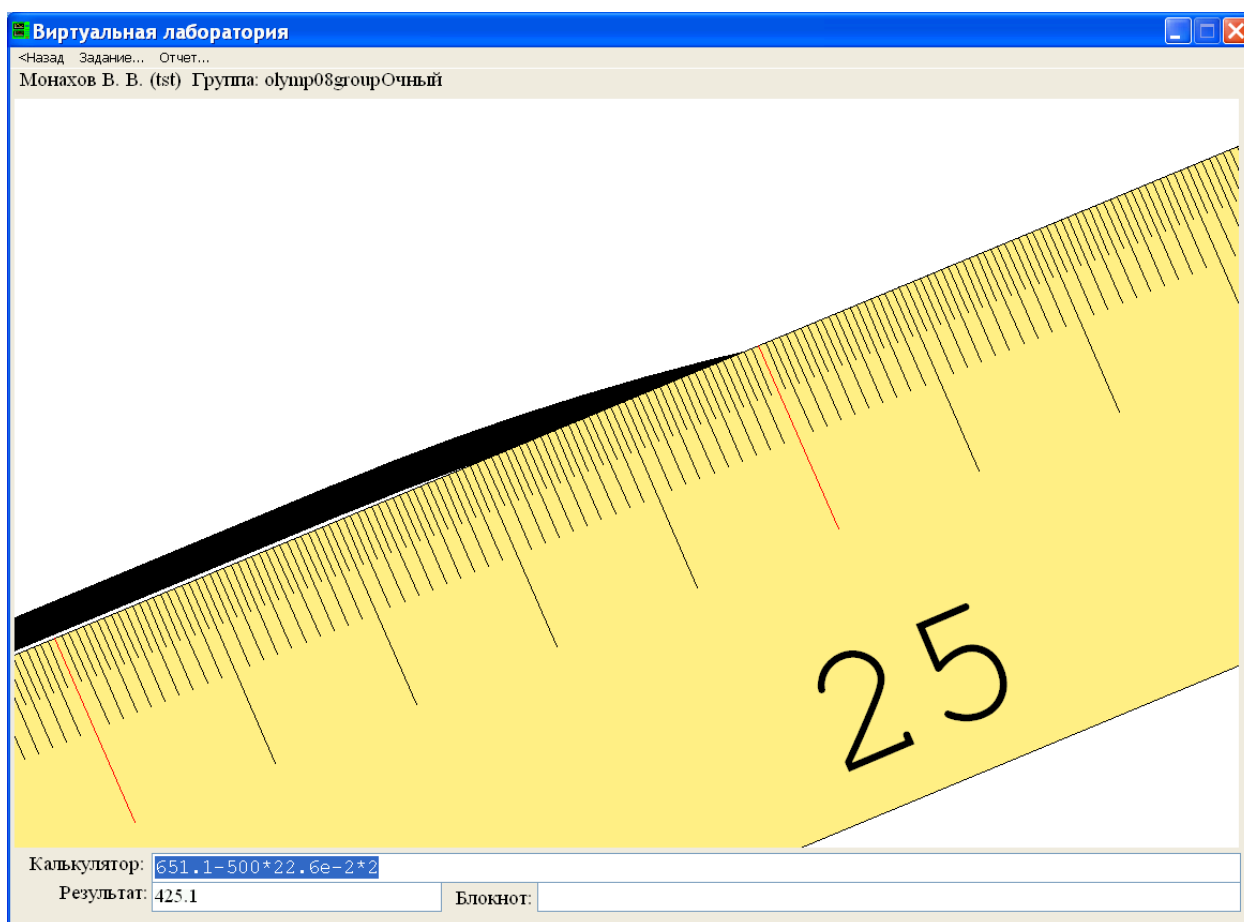 Виртуальная лаборатория
<Назад Задание... Отчет...
Монахов В. В. (tst) Группа: olymp08groupОчный
25
Калькулятор: 651.1-500*22.6e-2*2
Результат: 425.1 Блокнот: